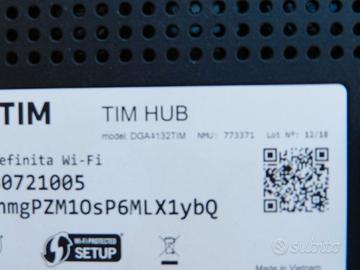 TIM TIM HUB
model: DGA4132TIM NMU: 773371 Lot N°: 12/18
efinita Wi-Fi
0721005
hmgPZM1OsP6MLX1ybQ
WI-FI PROTECTED
SETUP
Made in Vietnam
subito